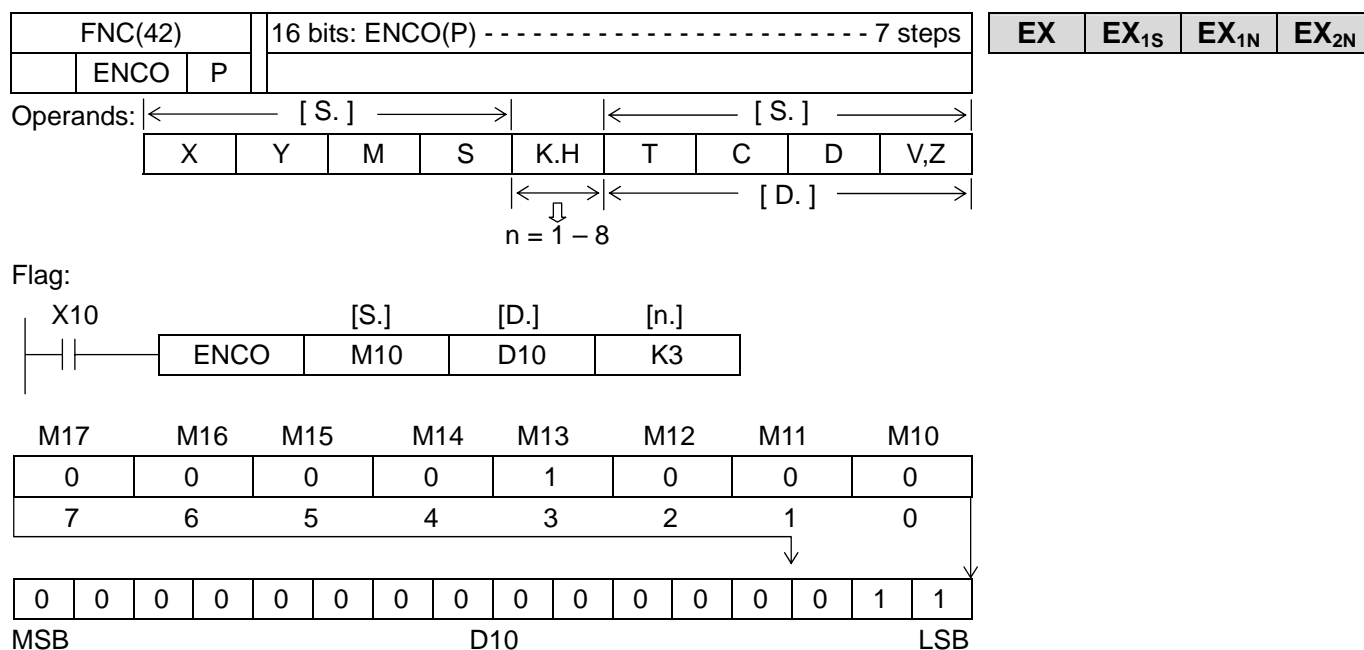 FNC(42) 16 bits: ENCO(P) - - - - - - - - - - - - - - - - - - - - - - - - - - 7 steps EX EX1S EX1N EX2N
ENCO P
Operands: [ S. ] [ S. ]
X Y M S K.H T C D V,Z
[ D. ]
n = 1 – 8
Flag:
X10 [S.] [D.] [n.]
ENCO M10 D10 K3
M17 M16 M15 M14 M13 M12 M11 M10
0 0 0 0 1 0 0 0
7 6 5 4 3 2 1 0
0 0 0 0 0 0 0 0 0 0 0 0 0 0 1 1
MSB D10 LSB